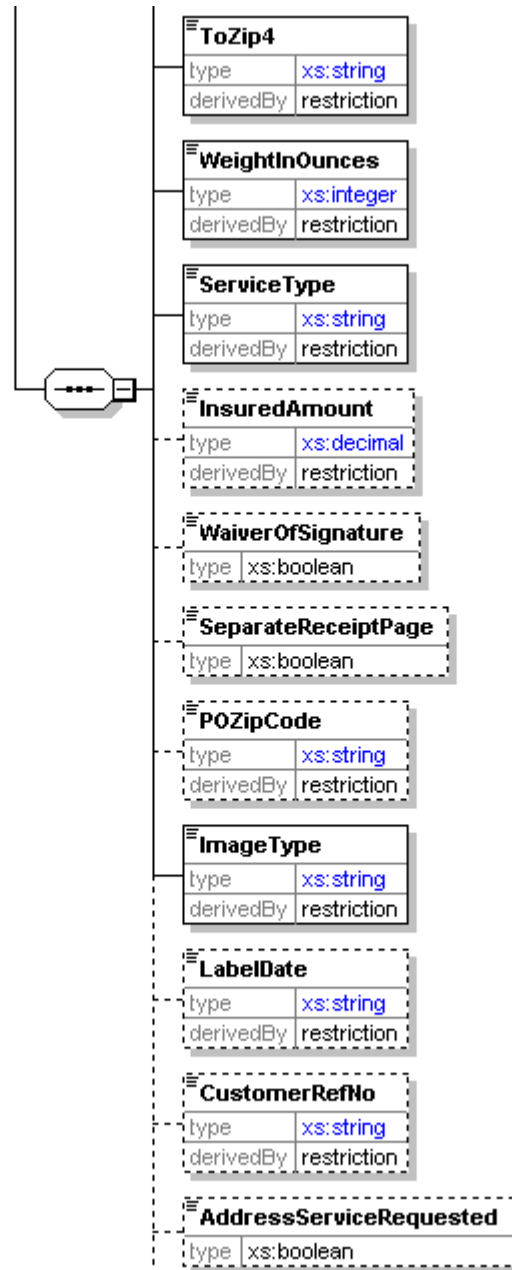 ToZip4
type xs:string
derivedBy restriction
WeightInOunces
type xs:integer
derivedBy restriction
ServiceType
type xs:string
derivedBy restriction
InsuredAmount
type xs:decimal
derivedBy restriction
WaiverOfSignature
type xs:boolean
SeparateReceiptPage
type xs:boolean
POZipCode
type xs:string
derivedBy restriction
ImageType
type xs:string
derivedBy restriction
LabelDate
type xs:string
derivedBy restriction
CustomerRefNo
type xs:string
derivedBy restriction
AddressServiceRequested
type xs:boolean